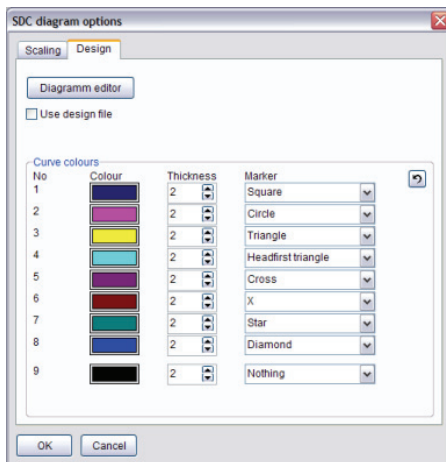 SDC diagram options
Scaling Design
Diagramm editor
Use design file
Curve colours
No Colour Thickness Marker
1 2 Square
2 2 Circle
3 2 Triangle
4 2 Headfirst triangle
5 2 Cross
6 2 X
7 2 Star
8 2 Diamond
9 2 Nothing
OK Cancel